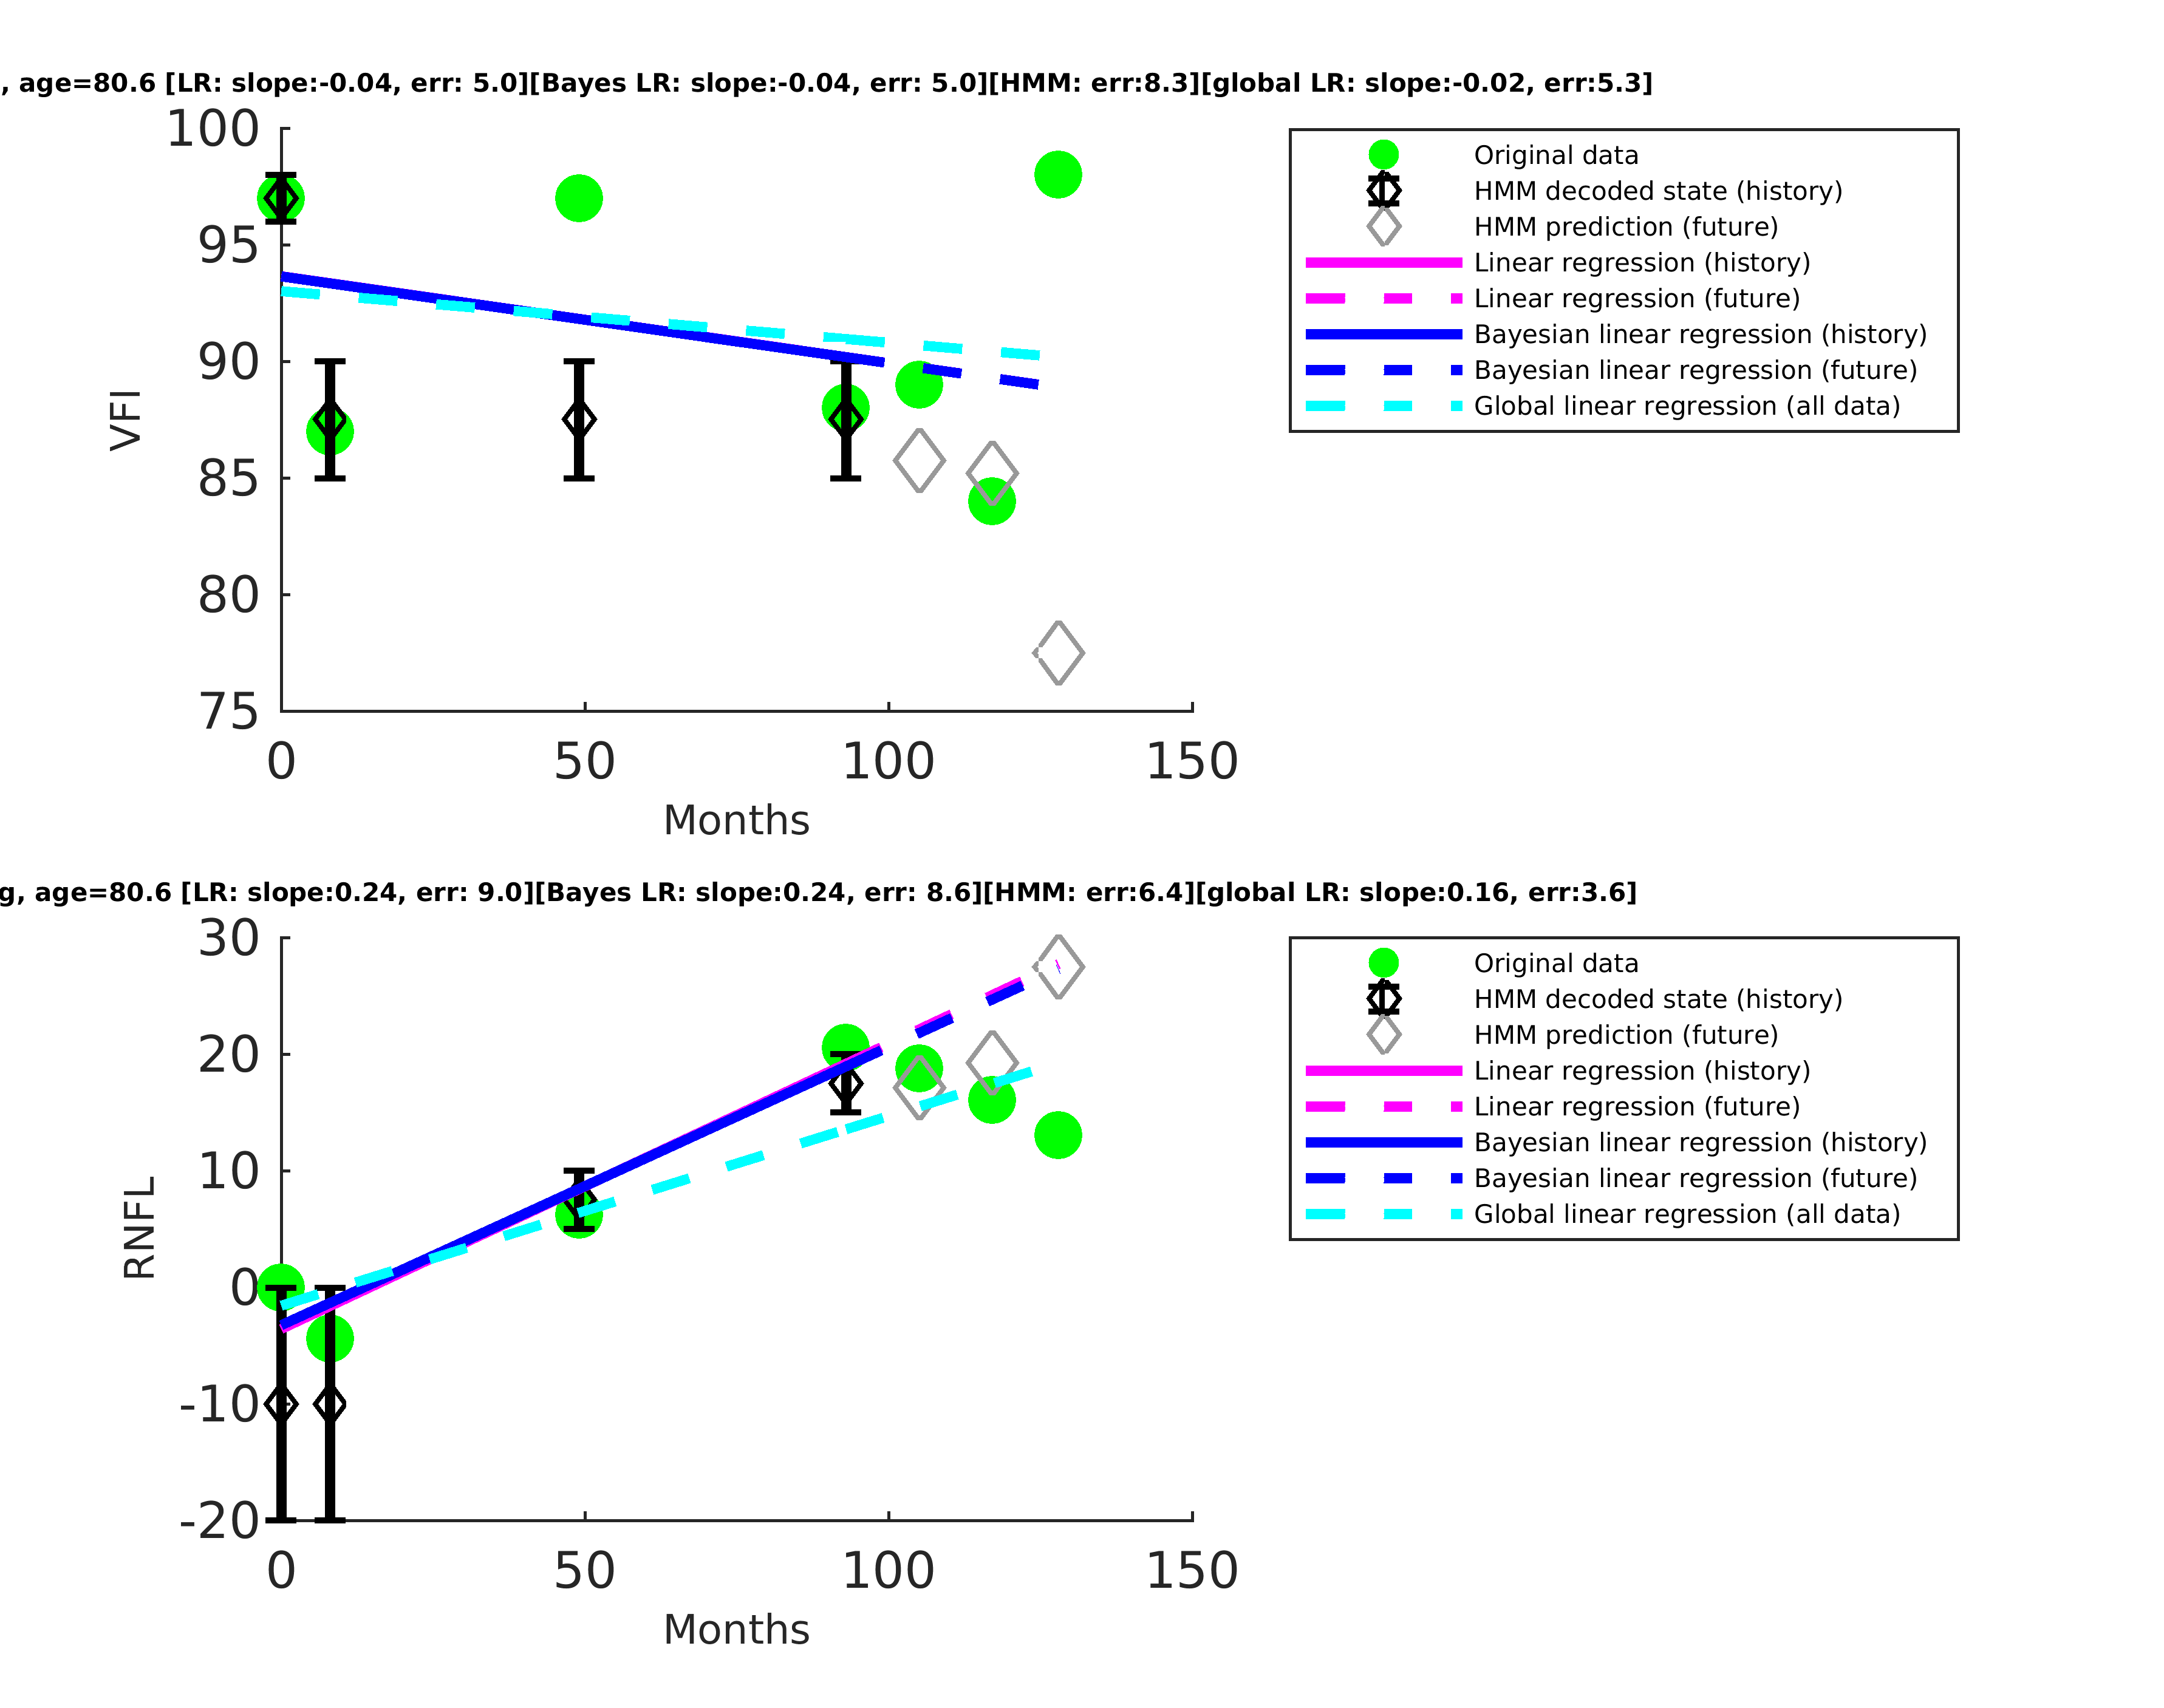 , age=80.6 [LR: slope:-0.04, err: 5.0][Bayes LR: slope:-0.04, err: 5.0][HMM: err:8.3][global LR: slope:-0.02, err:5.3]
100
95
90
85
80
75
VFI
0 50 100 150
Months
Original data
HMM decoded state (history)
HMM prediction (future)
Linear regression (history)
Linear regression (future)
Bayesian linear regression (history)
Bayesian linear regression (future)
Global linear regression (all data)
g, age=80.6 [LR: slope:0.24, err: 9.0][Bayes LR: slope:0.24, err: 8.6][HMM: err:6.4][global LR: slope:0.16, err:3.6]
30
20
10
0
-10
-20
RNFL
0 50 100 150
Months
Original data
HMM decoded state (history)
HMM prediction (future)
Linear regression (history)
Linear regression (future)
Bayesian linear regression (history)
Bayesian linear regression (future)
Global linear regression (all data)